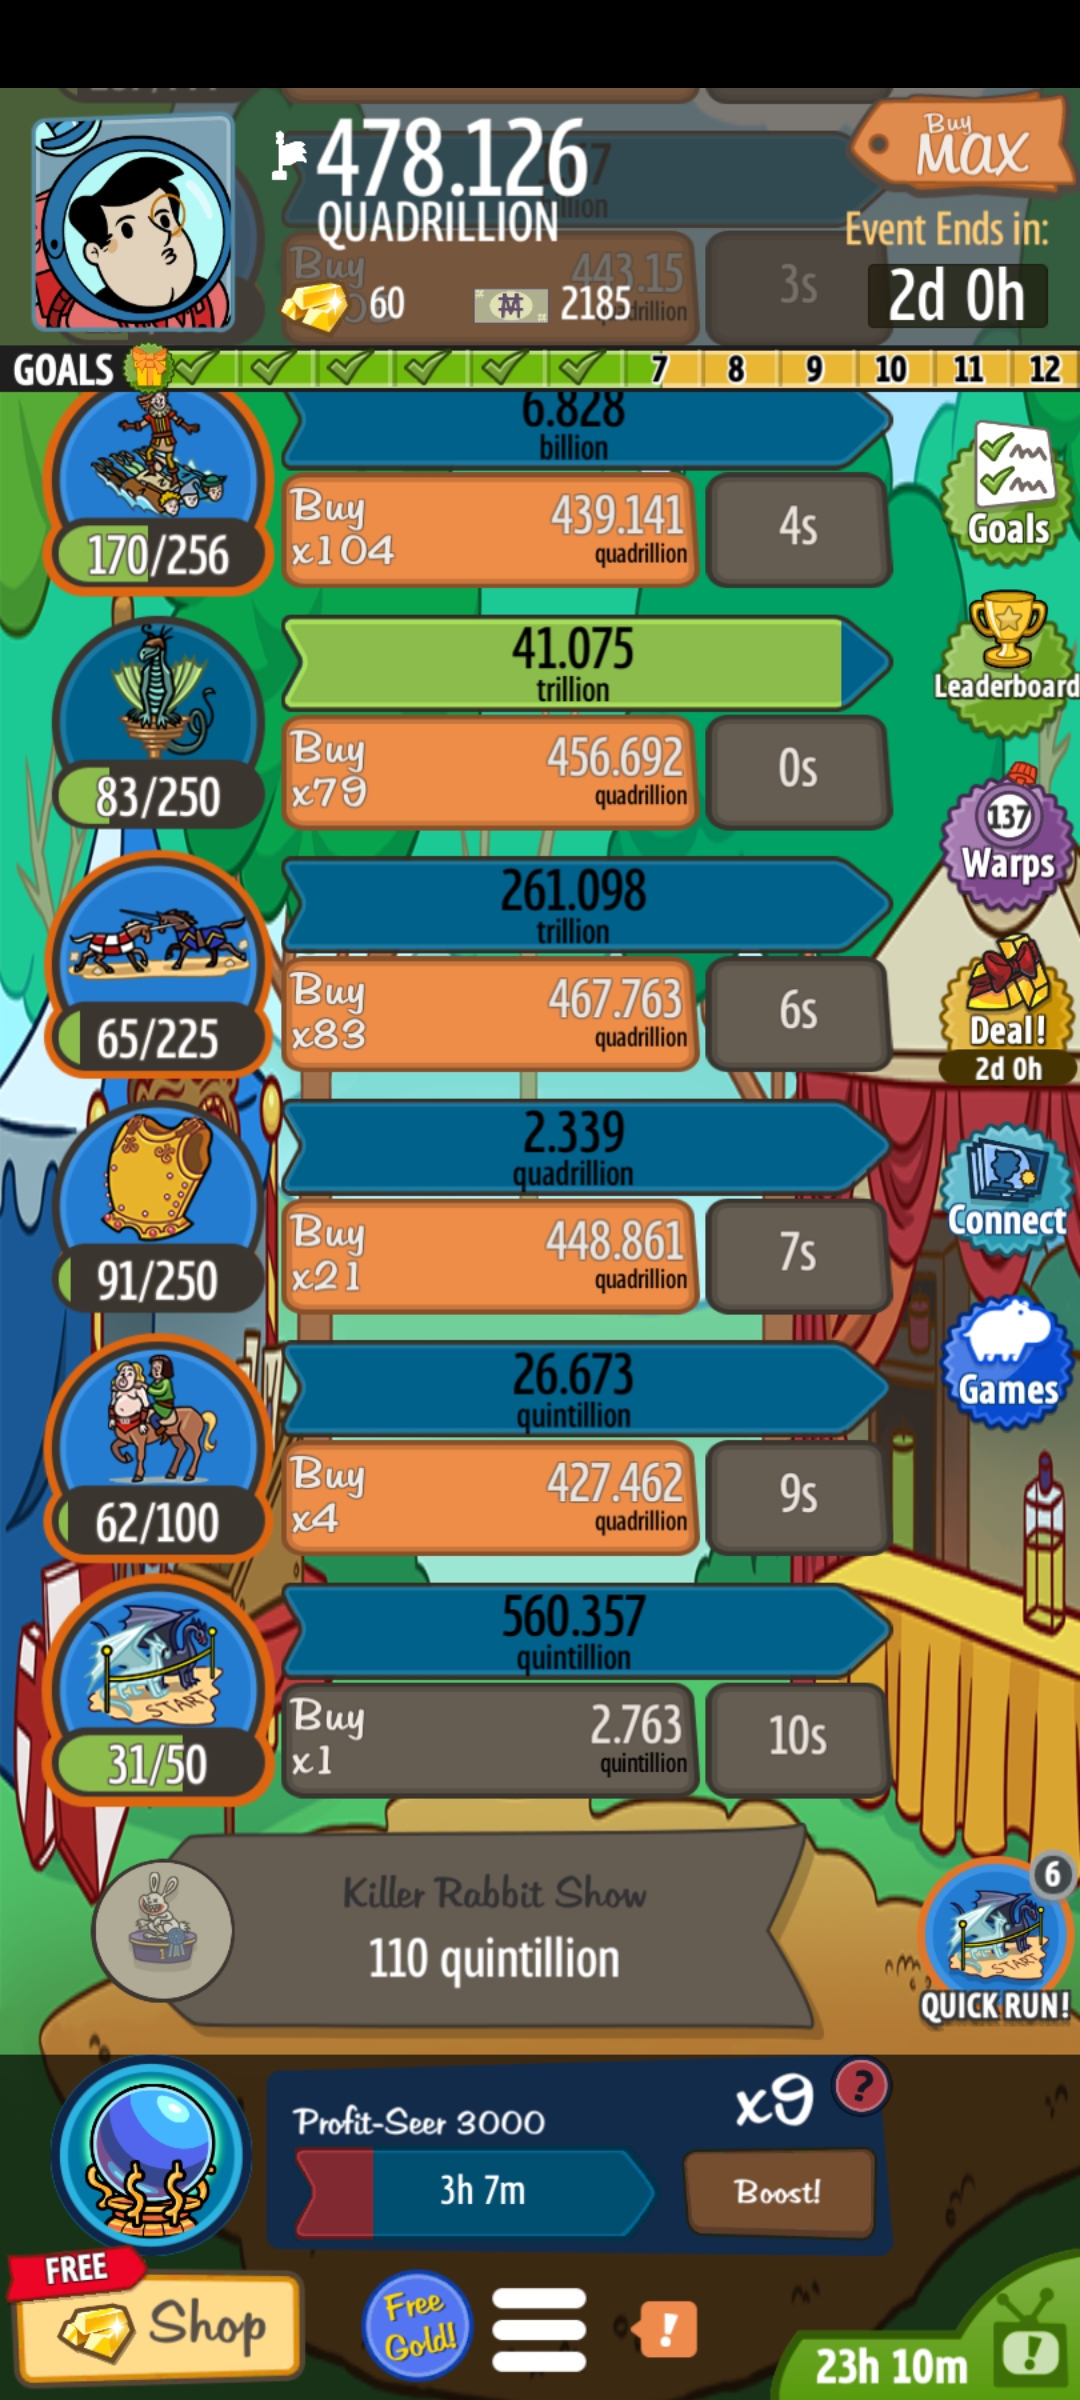 478.126
QUADRILLION
Buy
MAX
Event Ends in:
2d 0h
60
2185
Buy
443.15
3s
GOALS
7
8
9
10
11
12
6.828
billion
170/256
Buy
x104
439.141
quadrillion
4s
Goals
41.075
trillion
83/250
Buy
x79
456.692
quadrillion
0s
Leaderboard
261.098
trillion
65/225
Buy
x83
467.763
quadrillion
6s
137
Warps
Deal!
2d 0h
2.339
quadrillion
91/250
Buy
x21
448.861
quadrillion
7s
Connect
26.673
quintillion
62/100
Buy
x4
427.462
quadrillion
9s
Games
560.357
quintillion
START
31/50
Buy
x1
2.763
quintillion
10s
Killer Rabbit Show
110 quintillion
1
6
START
QUICK RUN!
Profit-Seer 3000
x9
?
3h 7m
Boost!
FREE
Shop
Free
Gold!
!
23h 10m
!